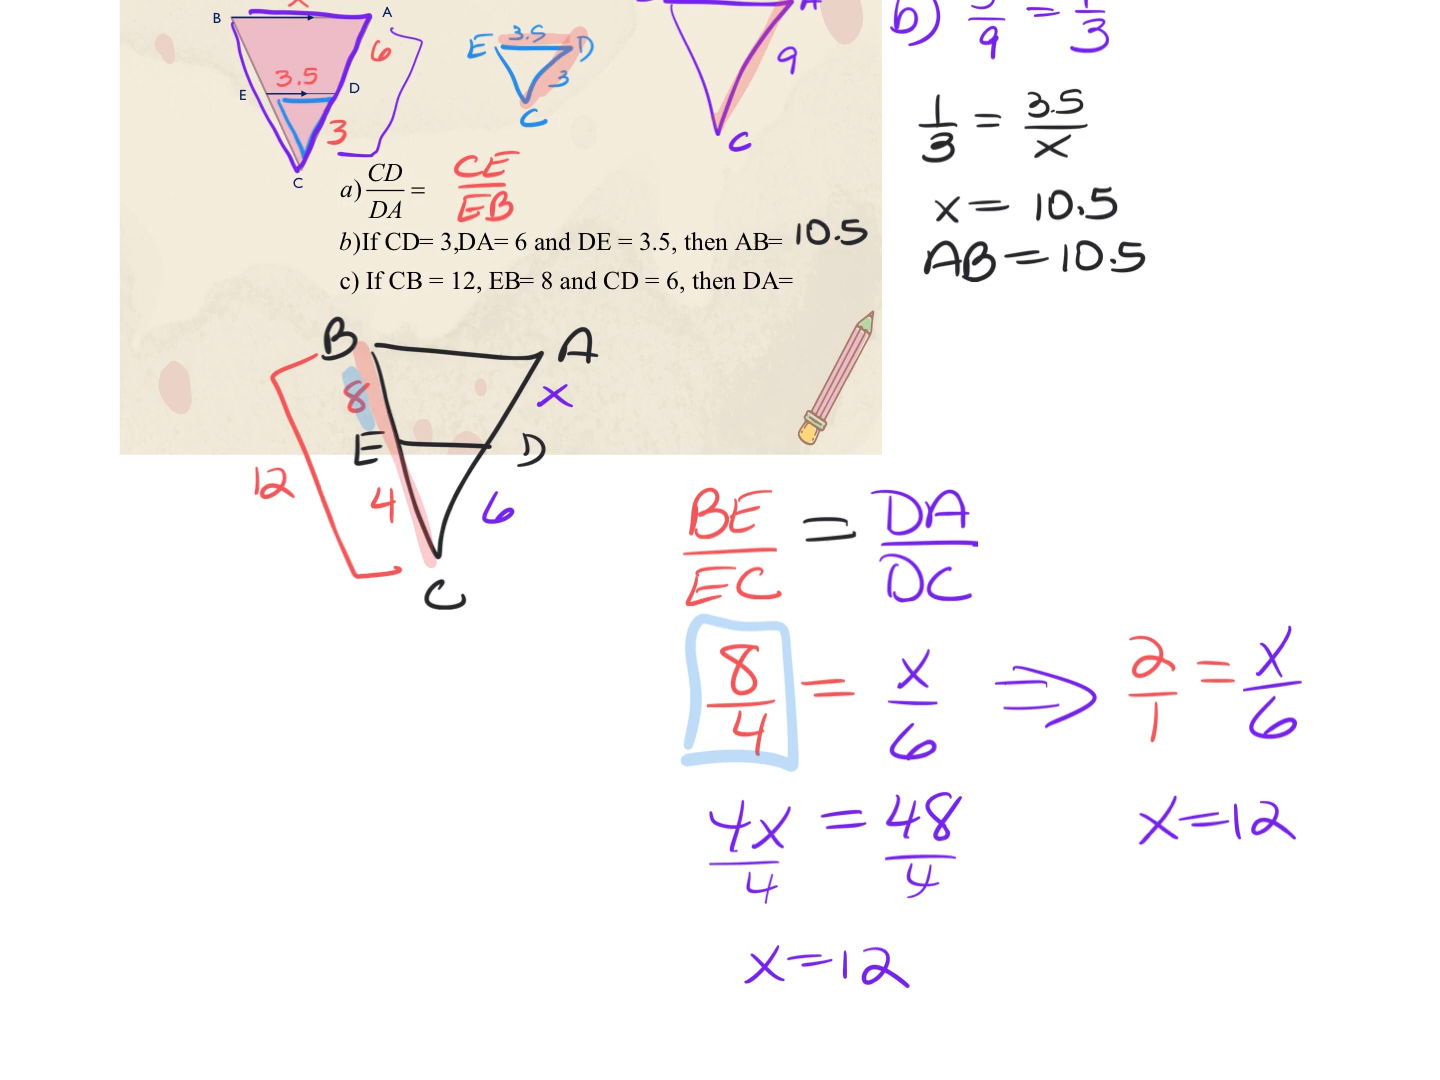 B
A
6
3.5
E
D
3
C
E 3.5 D
3
C
9
C
b) /9 = /3
1/3 = 3.5/x
x = 10.5
AB = 10.5
a) CD/DA = CE/EB
b)If CD= 3,DA= 6 and DE = 3.5, then AB= 10.5
c) If CB = 12, EB= 8 and CD = 6, then DA=
B
A
8
x
E
D
12
4
6
C
BE/EC = DA/DC
8/4 = x/6 ⇒ 2/1 = x/6
4x/4 = 48/4
x=12
x=12